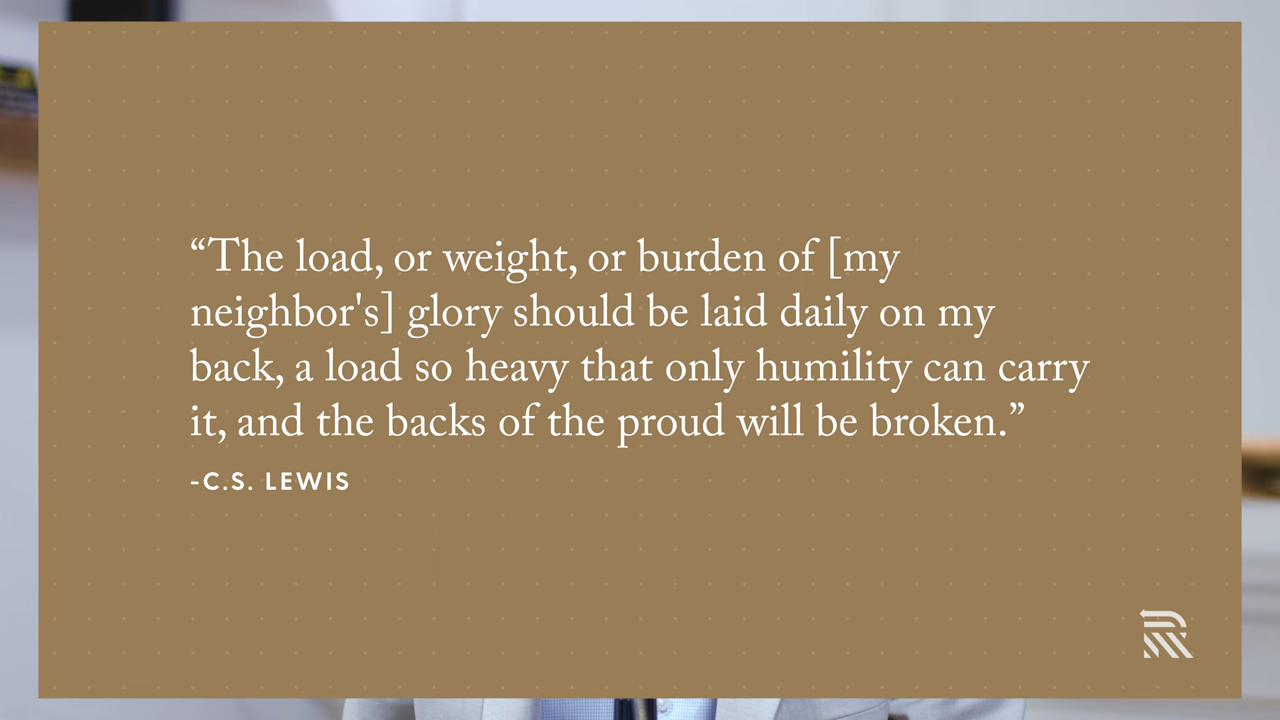 “The load, or weight, or burden of [my
neighbor's] glory should be laid daily on my
back, a load so heavy that only humility can carry
it, and the backs of the proud will be broken.”
-C.S. LEWIS